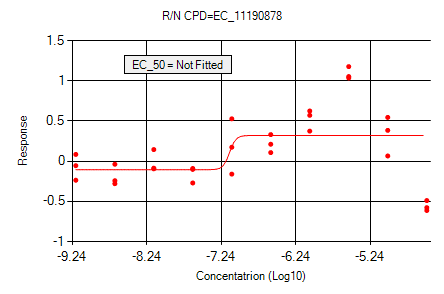 R/N CPD=EC_11190878
EC_50 = Not Fitted
Response
1.5
1
0.5
0
-0.5
-1
-9.24 -8.24 -7.24 -6.24 -5.24
Concentatrion (Log10)